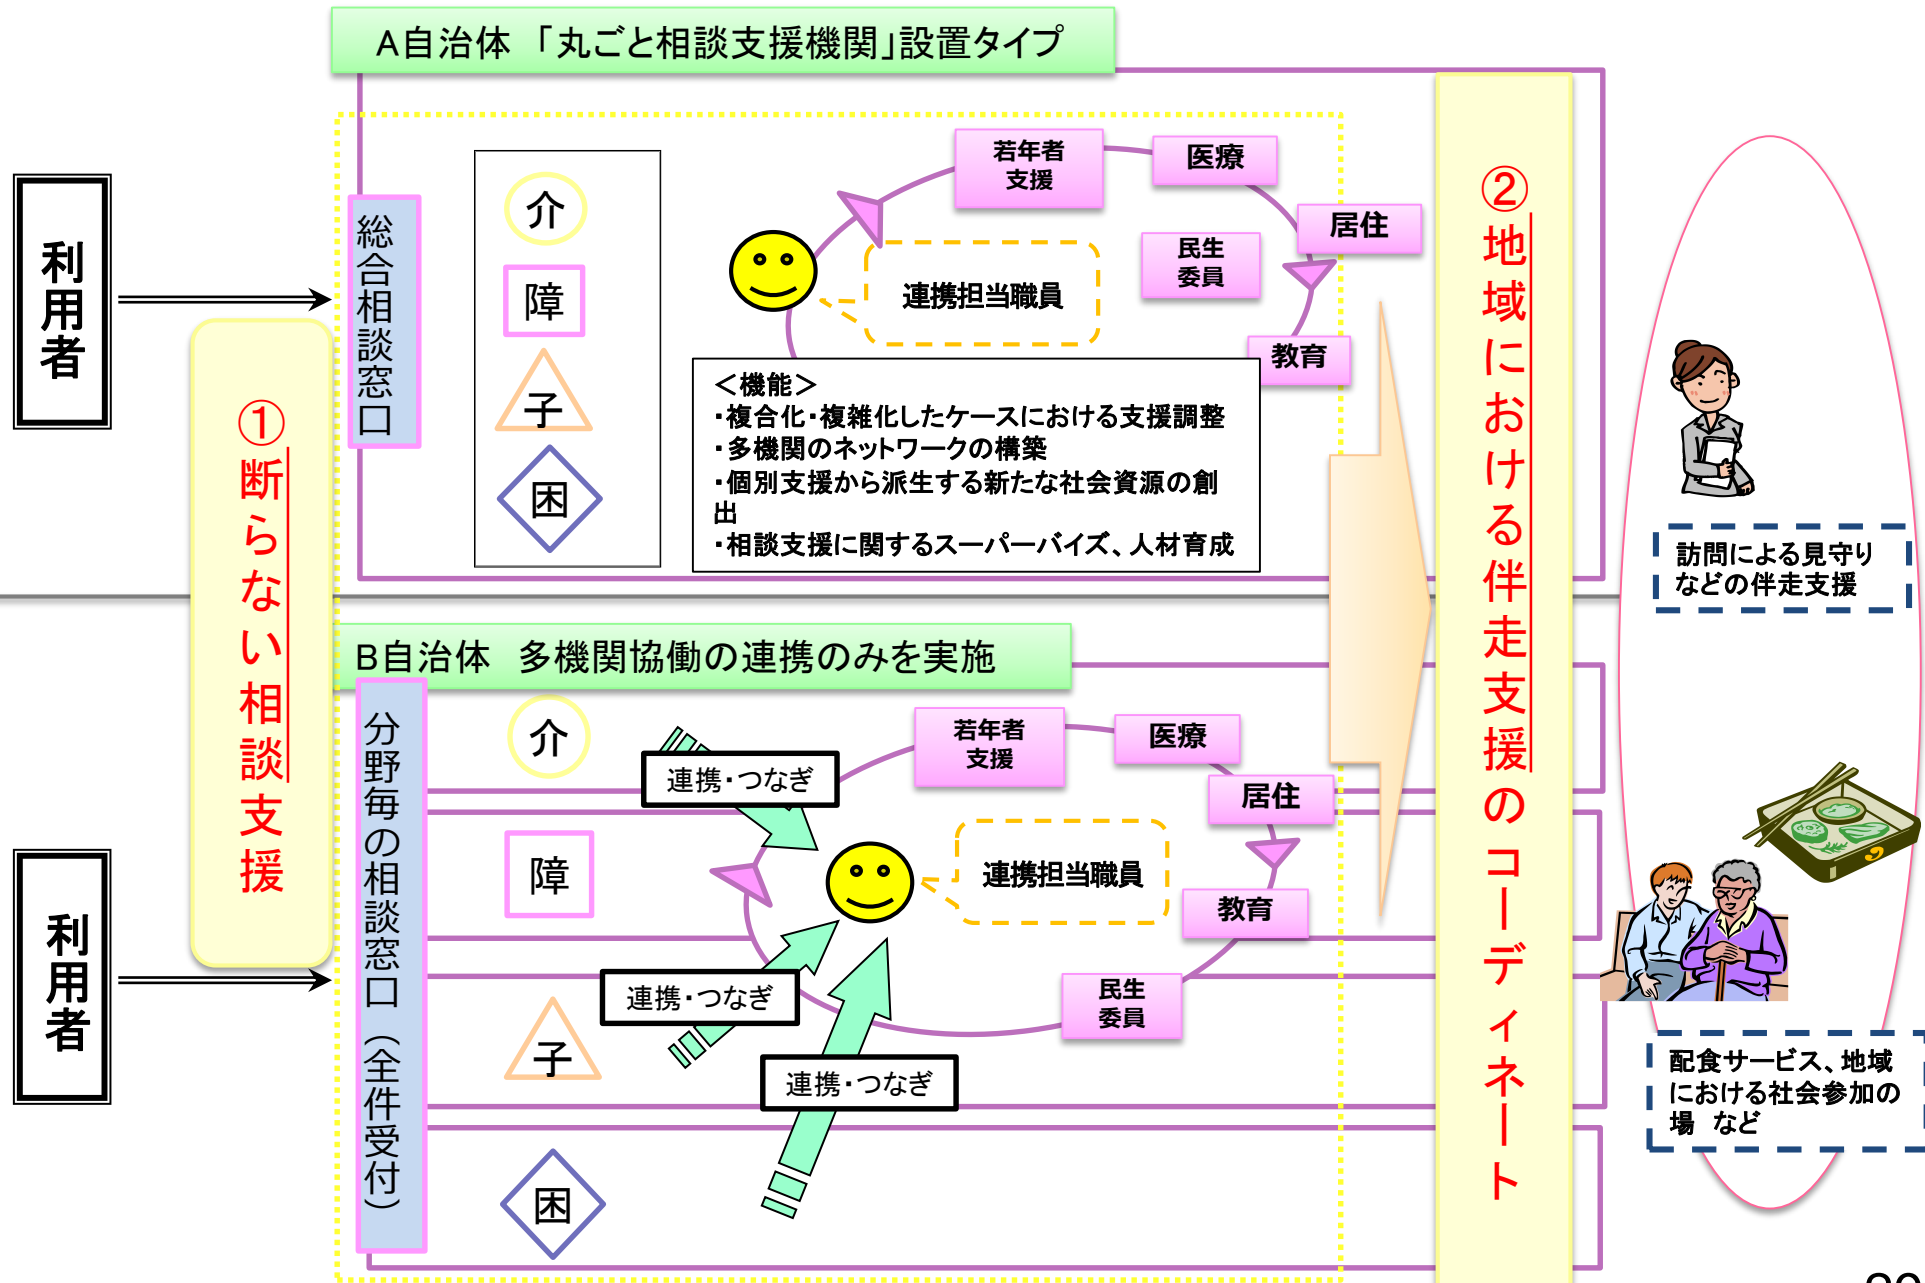 A自治体　「丸ごと相談支援機関」設置タイプ
利用者
総合相談窓口
介
障
子
困
若年者
支援
医療
居住
民生
委員
教育
連携担当職員
＜機能＞
・複合化・複雑化したケースにおける支援調整
・多機関のネットワークの構築
・個別支援から派生する新たな社会資源の創
出
・相談支援に関するスーパーバイズ、人材育成
①断らない相談支援
②地域における伴走支援のコーディネート
訪問による見守り
などの伴走支援
B自治体　多機関協働の連携のみを実施
利用者
分野毎の相談窓口（全件受付）
介
障
子
困
連携・つなぎ
連携・つなぎ
連携・つなぎ
若年者
支援
医療
居住
教育
民生
委員
連携担当職員
配食サービス、地域
における社会参加の
場　など